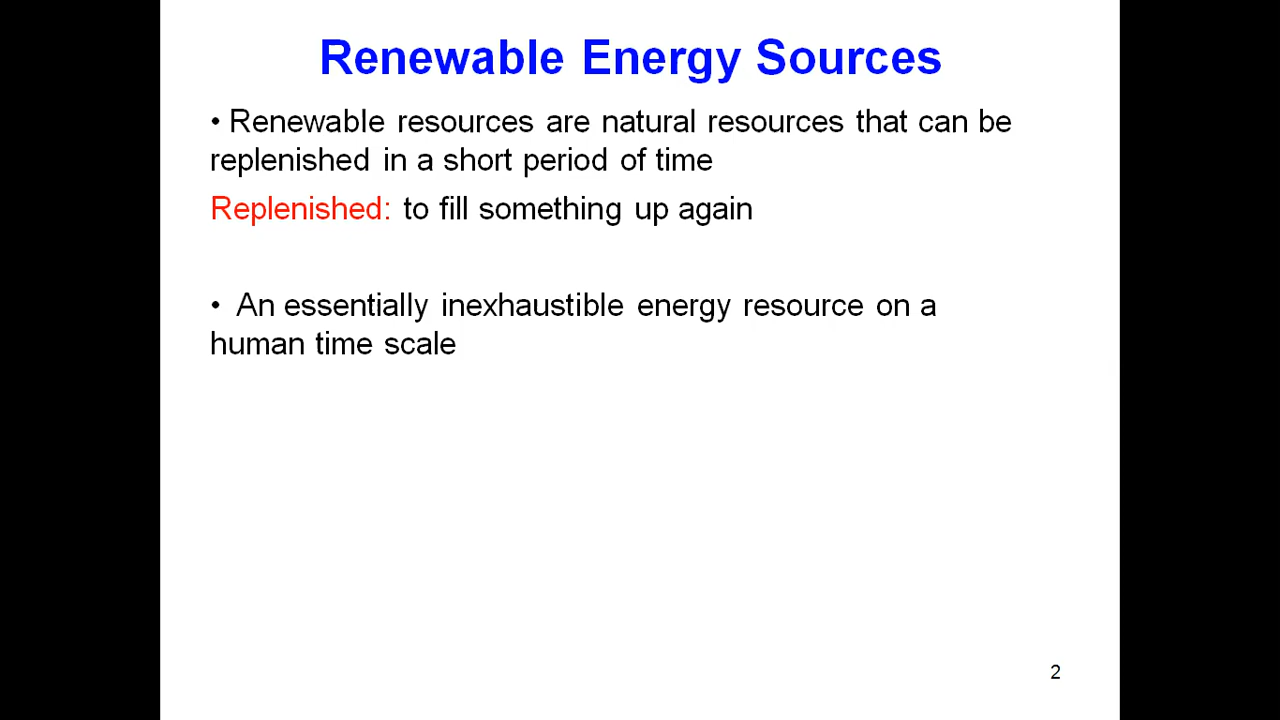 Renewable Energy Sources
• Renewable resources are natural resources that can be
replenished in a short period of time
Replenished: to fill something up again
• An essentially inexhaustible energy resource on a
human time scale
2